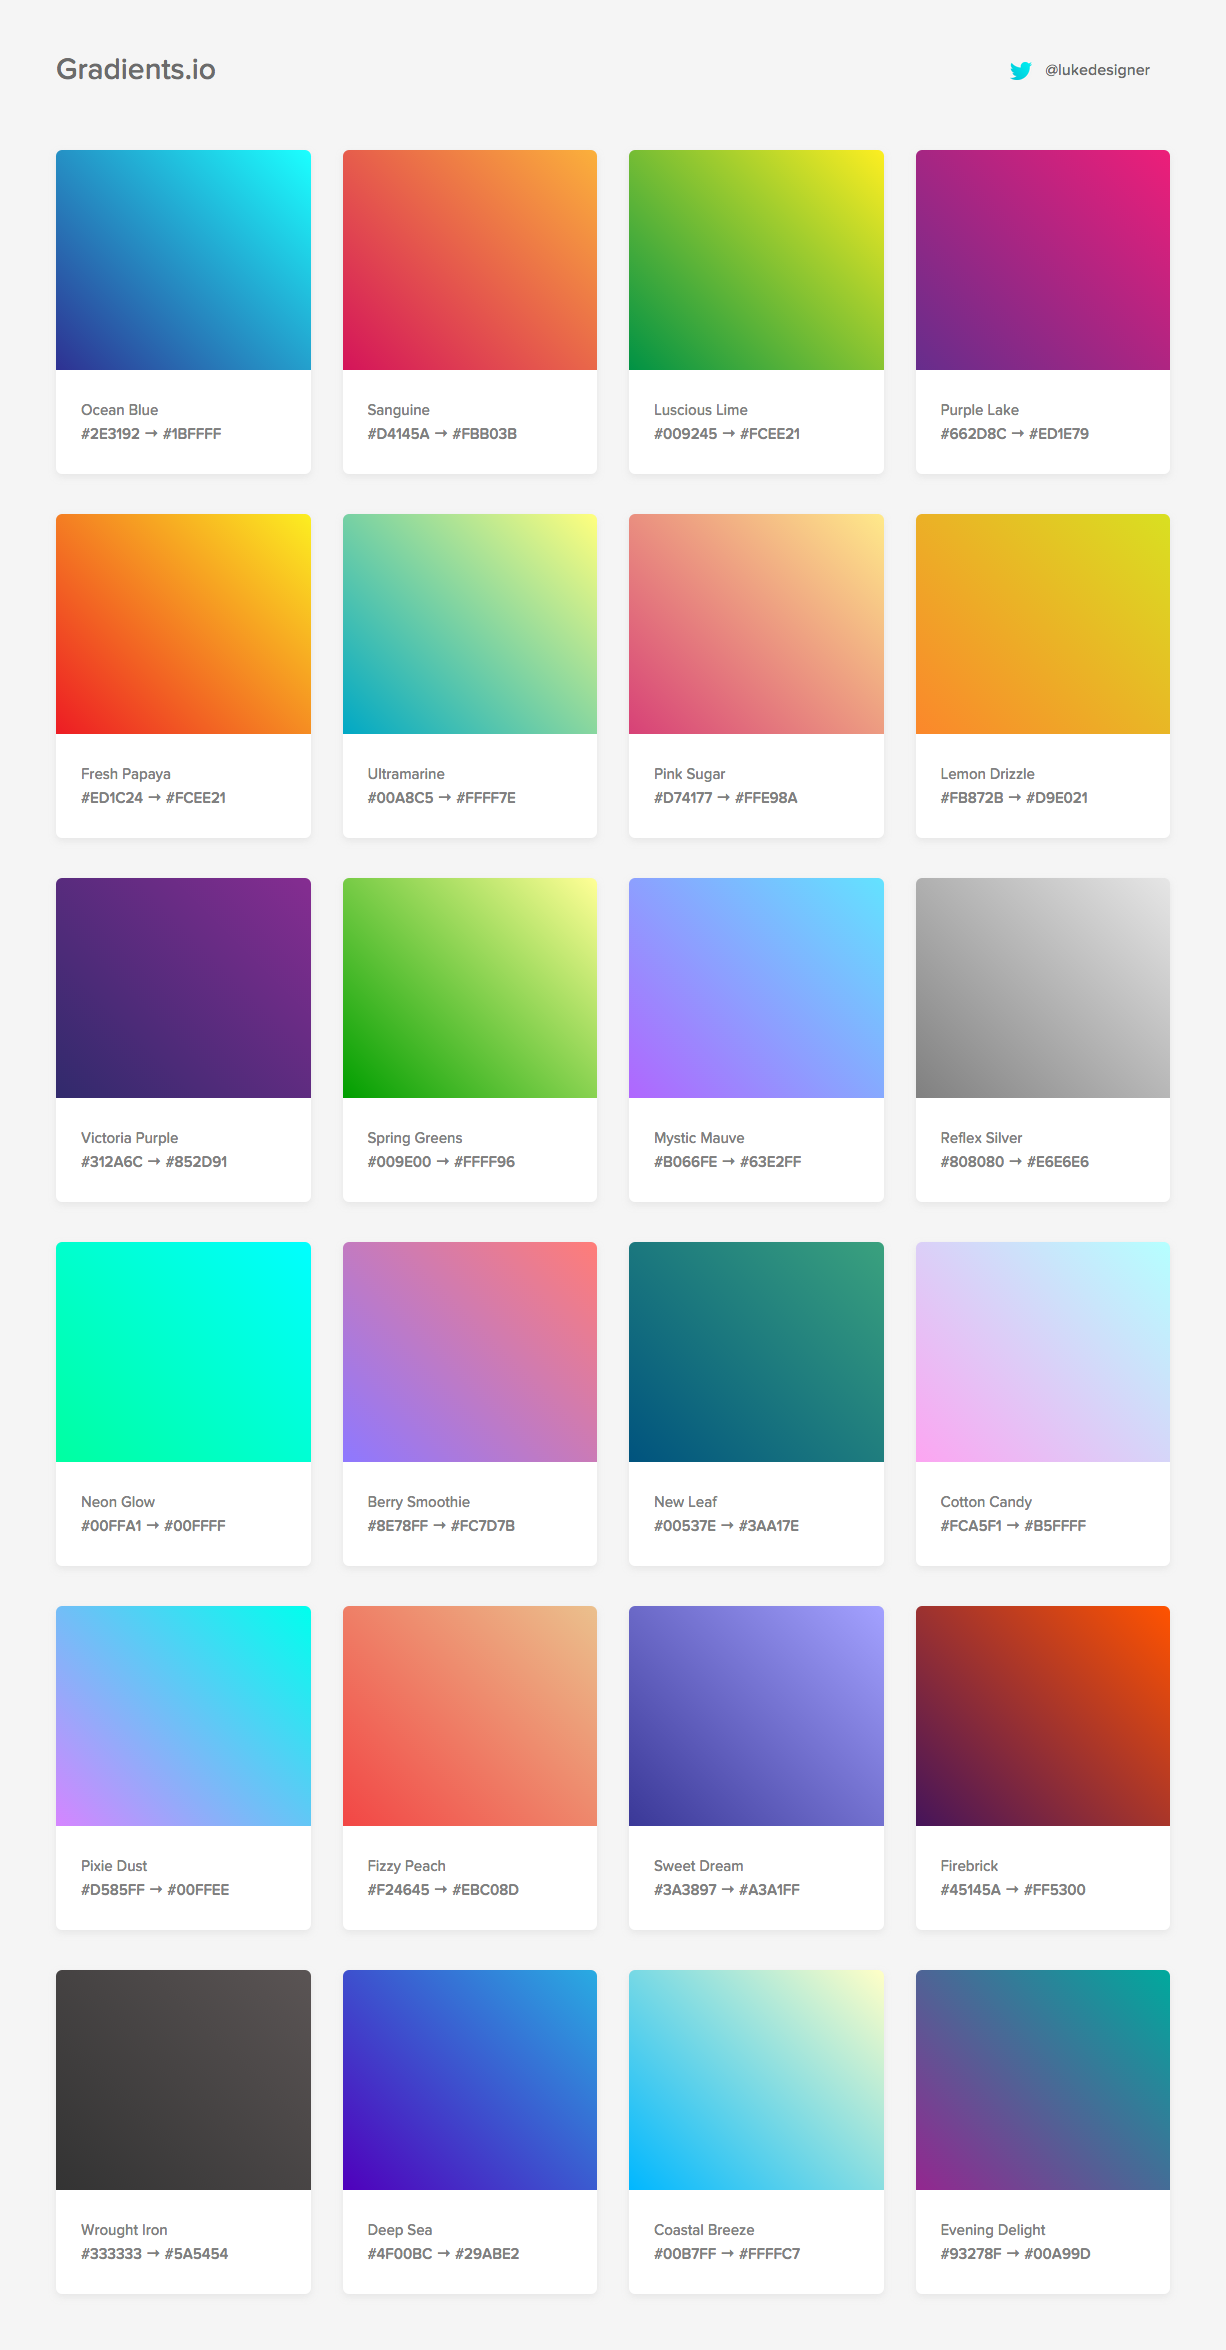 Gradients.io
@lukedesigner
Ocean Blue
#2E3192 → #1BFFFF
Sanguine
#D4145A → #FBB03B
Luscious Lime
#009245 → #FCEE21
Purple Lake
#662D8C → #ED1E79
Fresh Papaya
#ED1C24 → #FCEE21
Ultramarine
#00A8C5 → #FFFF7E
Pink Sugar
#D74177 → #FFE98A
Lemon Drizzle
#FB872B → #D9E021
Victoria Purple
#312A6C → #852D91
Spring Greens
#009E00 → #FFFF96
Mystic Mauve
#B066FE → #63E2FF
Reflex Silver
#808080 → #E6E6E6
Neon Glow
#00FFA1 → #00FFFF
Berry Smoothie
#8E78FF → #FC7D7B
New Leaf
#00537E → #3AA17E
Cotton Candy
#FCA5F1 → #B5FFFF
Pixie Dust
#D585FF → #00FFEE
Fizzy Peach
#F24645 → #EBC08D
Sweet Dream
#3A3897 → #A3A1FF
Firebrick
#45145A → #FF5300
Wrought Iron
#333333 → #5A5454
Deep Sea
#4F00BC → #29ABE2
Coastal Breeze
#00B7FF → #FFFFC7
Evening Delight
#93278F → #00A99D